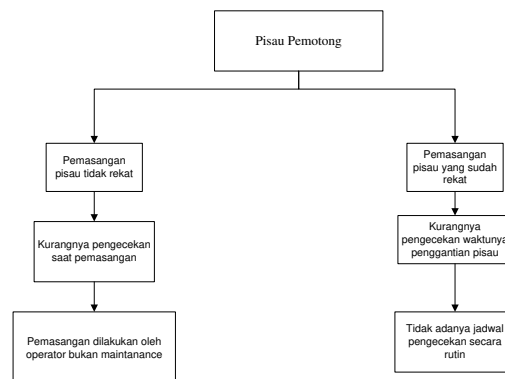 Pisau Pemotong
Pemasangan
pisau tidak rekat
Kurangnya pengecekan
saat pemasangan
Pemasangan dilakukan oleh
operator bukan maintanance
Pemasangan
pisau yang sudah
rekat
Kurangnya
pengecekan waktunya
penggantian pisau
Tidak adanya jadwal
pengecekan secara
rutin